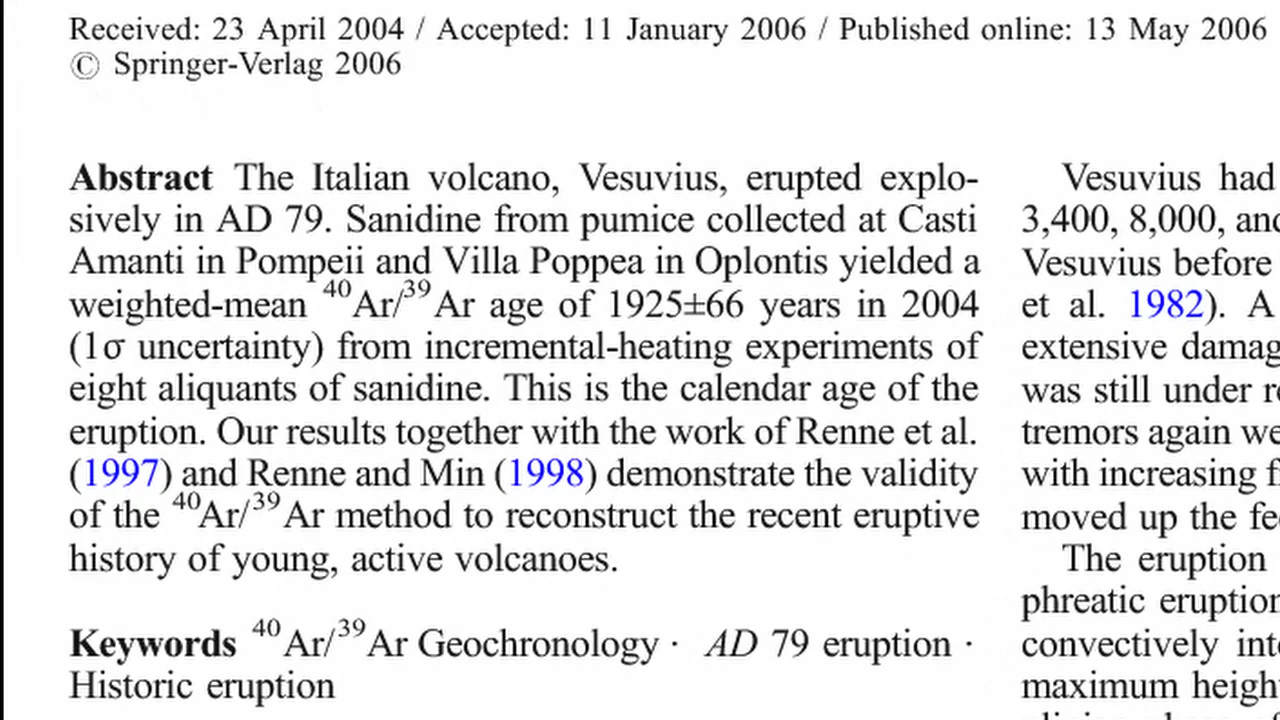 Received: 23 April 2004 / Accepted: 11 January 2006 / Published online: 13 May 2006
© Springer-Verlag 2006
Abstract The Italian volcano, Vesuvius, erupted explo-
sively in AD 79. Sanidine from pumice collected at Casti
Amanti in Pompeii and Villa Poppea in Oplontis yielded a
weighted-mean ⁴⁰Ar/³⁹Ar age of 1925±66 years in 2004
(1σ uncertainty) from incremental-heating experiments of
eight aliquants of sanidine. This is the calendar age of the
eruption. Our results together with the work of Renne et al.
(1997) and Renne and Min (1998) demonstrate the validity
of the ⁴⁰Ar/³⁹Ar method to reconstruct the recent eruptive
history of young, active volcanoes.
Keywords ⁴⁰Ar/³⁹Ar Geochronology · AD 79 eruption ·
Historic eruption
Vesuvius had
3,400, 8,000,
Vesuvius before
et al. 1982). A
extensive
was still under
tremors again
with increasing
moved up the
The eruption
phreatic
convectively
maximum